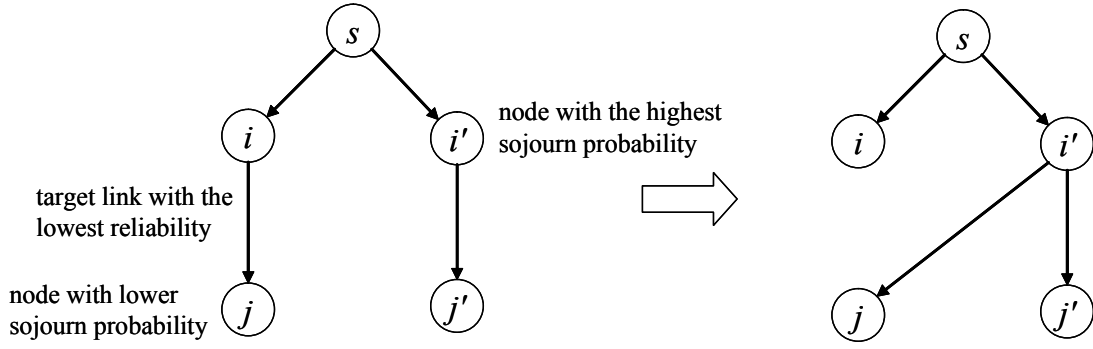 s
i
i′
node with the highest
sojourn probability
target link with the
lowest reliability
node with lower
sojourn probability
j
j′
s
i
i′
j
j′